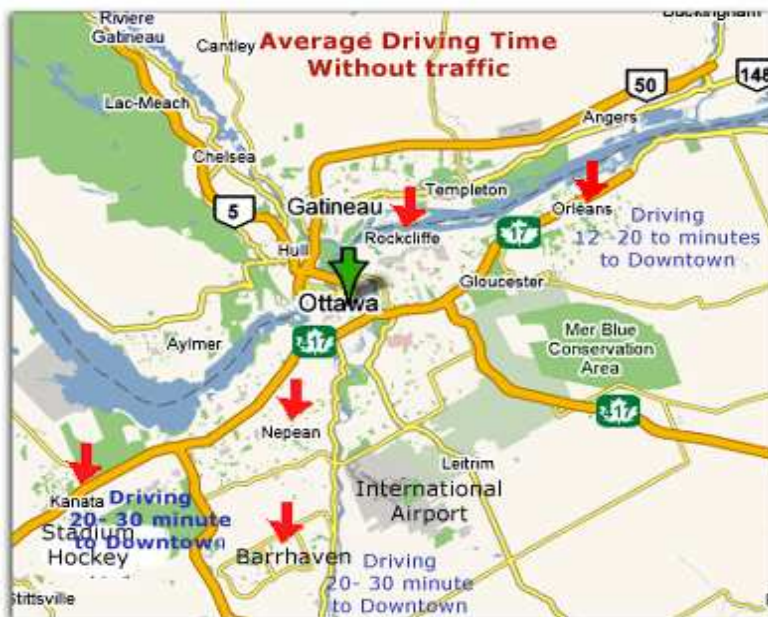 Riviere
Gatineau
Cantley
Buckingham
Average Driving Time
Without traffic
50
148
Lac-Meach
Angers
Chelsea
5
Templeton
Gatineau
Orleans
Rockcliffe
17
Driving
12 -20 to minutes
to Downtown
Hull
Gloucester
Ottawa
17
Aylmer
Mer Blue
Conservation
Area
17
Nepean
Leitrim
International
Airport
Kanata
Driving
20- 30 minute
to Downtown
Stadium
Hockey
Barrhaven
Driving
20- 30 minute
to Downtown
Stittsville